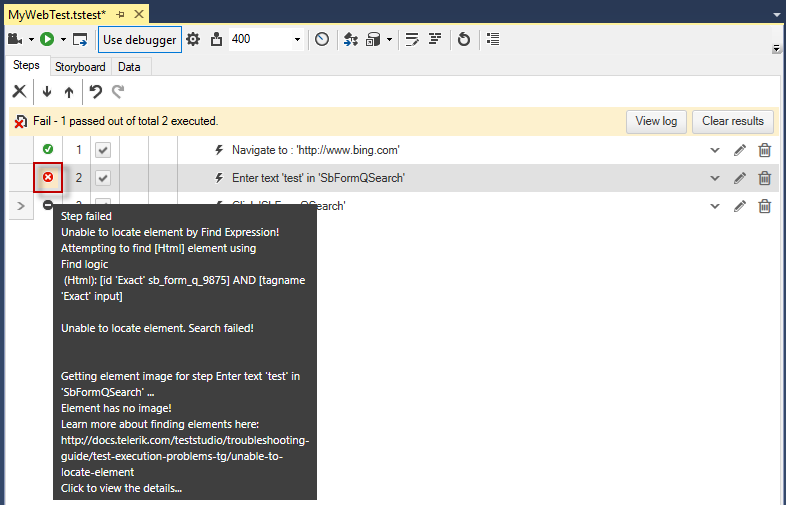 MyWebTest.tstest*
Use debugger
400
Steps
Storyboard
Data
Fail - 1 passed out of total 2 executed.
View log
Clear results
1
Navigate to : 'http://www.bing.com'
2
Enter text 'test' in 'SbFormQSearch'
Step failed
Unable to locate element by Find Expression!
Attempting to find [Html] element using
Find logic
(Html): [id 'Exact' sb_form_q_9875] AND [tagname
'Exact' input]
Unable to locate element. Search failed!
Getting element image for step Enter text 'test' in
'SbFormQSearch' ...
Element has no image!
Learn more about finding elements here:
http://docs.telerik.com/teststudio/troubleshooting-
guide/test-execution-problems-tg/unable-to-
locate-element
Click to view the details...